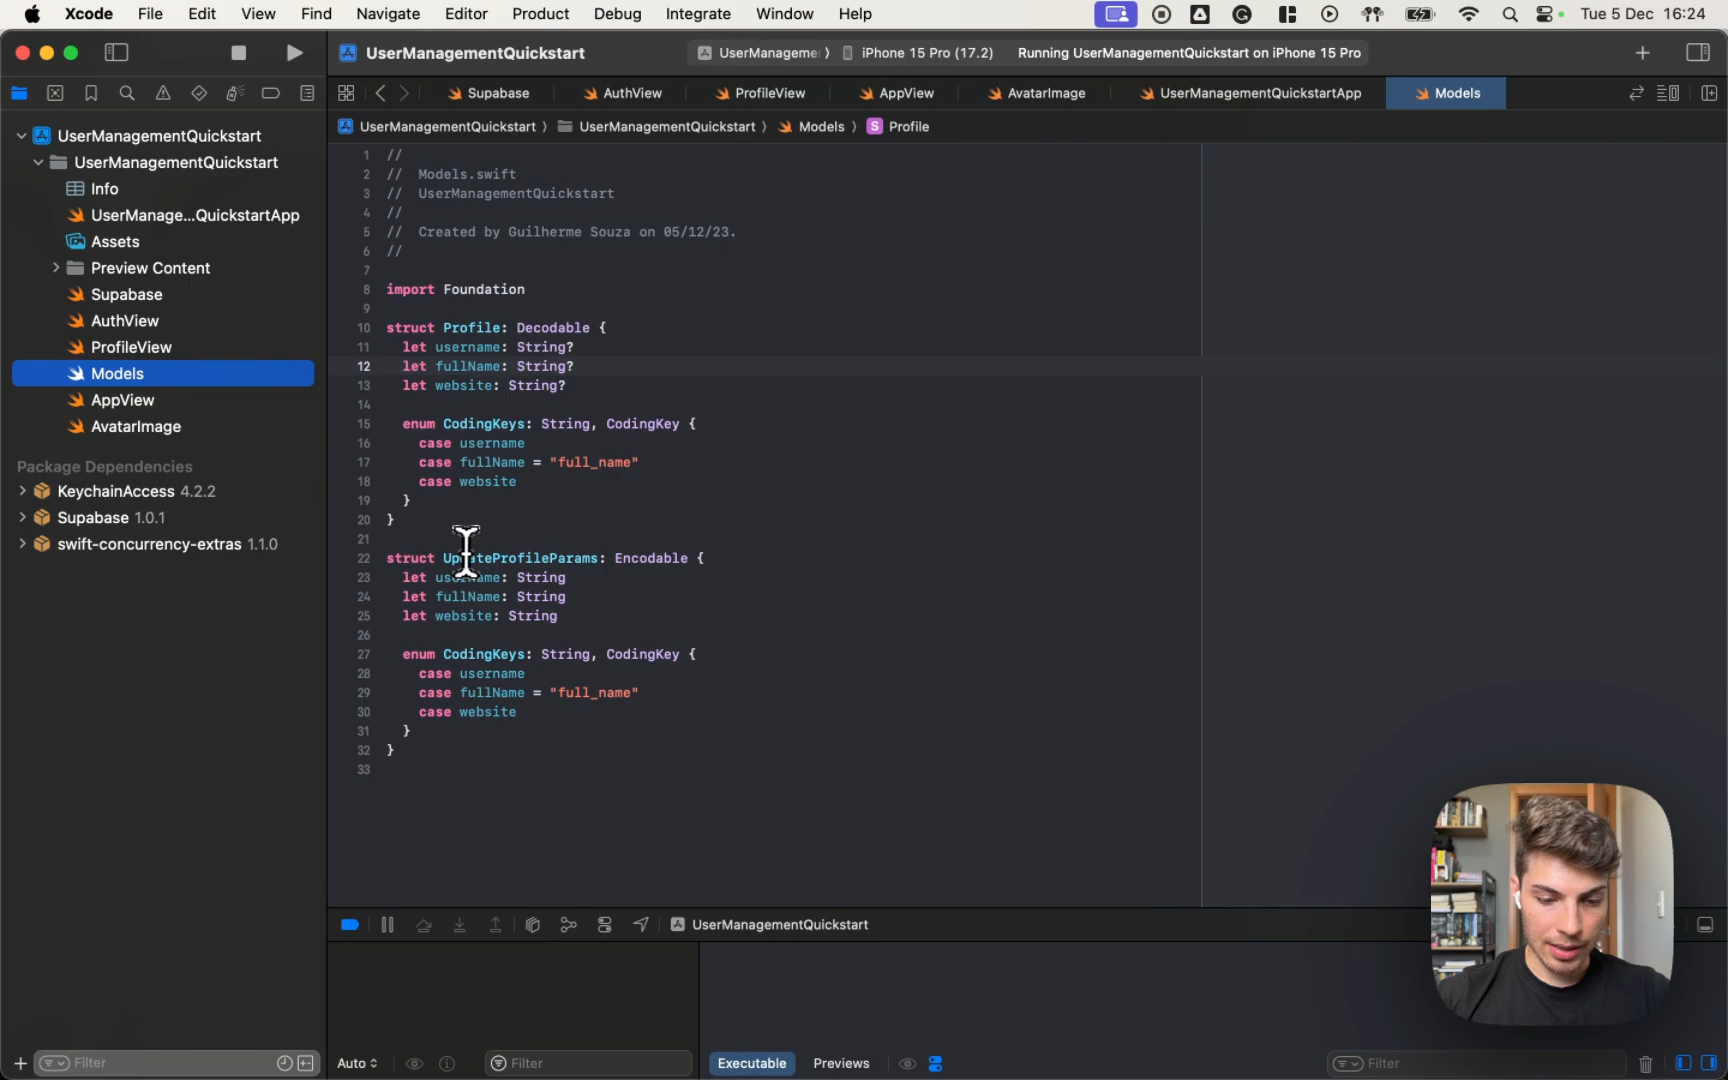 Xcode File Edit View Find Navigate Editor Product Debug Integrate Window Help Tue 5 Dec 16:24
UserManagementQuickstart UserManageme⟩ iPhone 15 Pro (17.2) Running UserManagementQuickstart on iPhone 15 Pro
Supabase AuthView ProfileView AppView AvatarImage UserManagementQuickstartApp Models
UserManagementQuickstart ⟩ UserManagementQuickstart ⟩ Models ⟩ S Profile
UserManagementQuickstart
UserManagementQuickstart
Info
UserManage...QuickstartApp
Assets
Preview Content
Supabase
AuthView
ProfileView
Models
AppView
AvatarImage
Package Dependencies
KeychainAccess 4.2.2
Supabase 1.0.1
swift-concurrency-extras 1.1.0
Filter
1 //
2 // Models.swift
3 // UserManagementQuickstart
4 //
5 // Created by Guilherme Souza on 05/12/23.
6 //
7
8 import Foundation
9
10 struct Profile: Decodable {
11 let username: String?
12 let fullName: String?
13 let website: String?
14
15 enum CodingKeys: String, CodingKey {
16 case username
17 case fullName = "full_name"
18 case website
19 }
20 }
21
22 struct UpdateProfileParams: Encodable {
23 let username: String
24 let fullName: String
25 let website: String
26
27 enum CodingKeys: String, CodingKey {
28 case username
29 case fullName = "full_name"
30 case website
31 }
32 }
33
UserManagementQuickstart
Auto Filter Executable Previews Filter